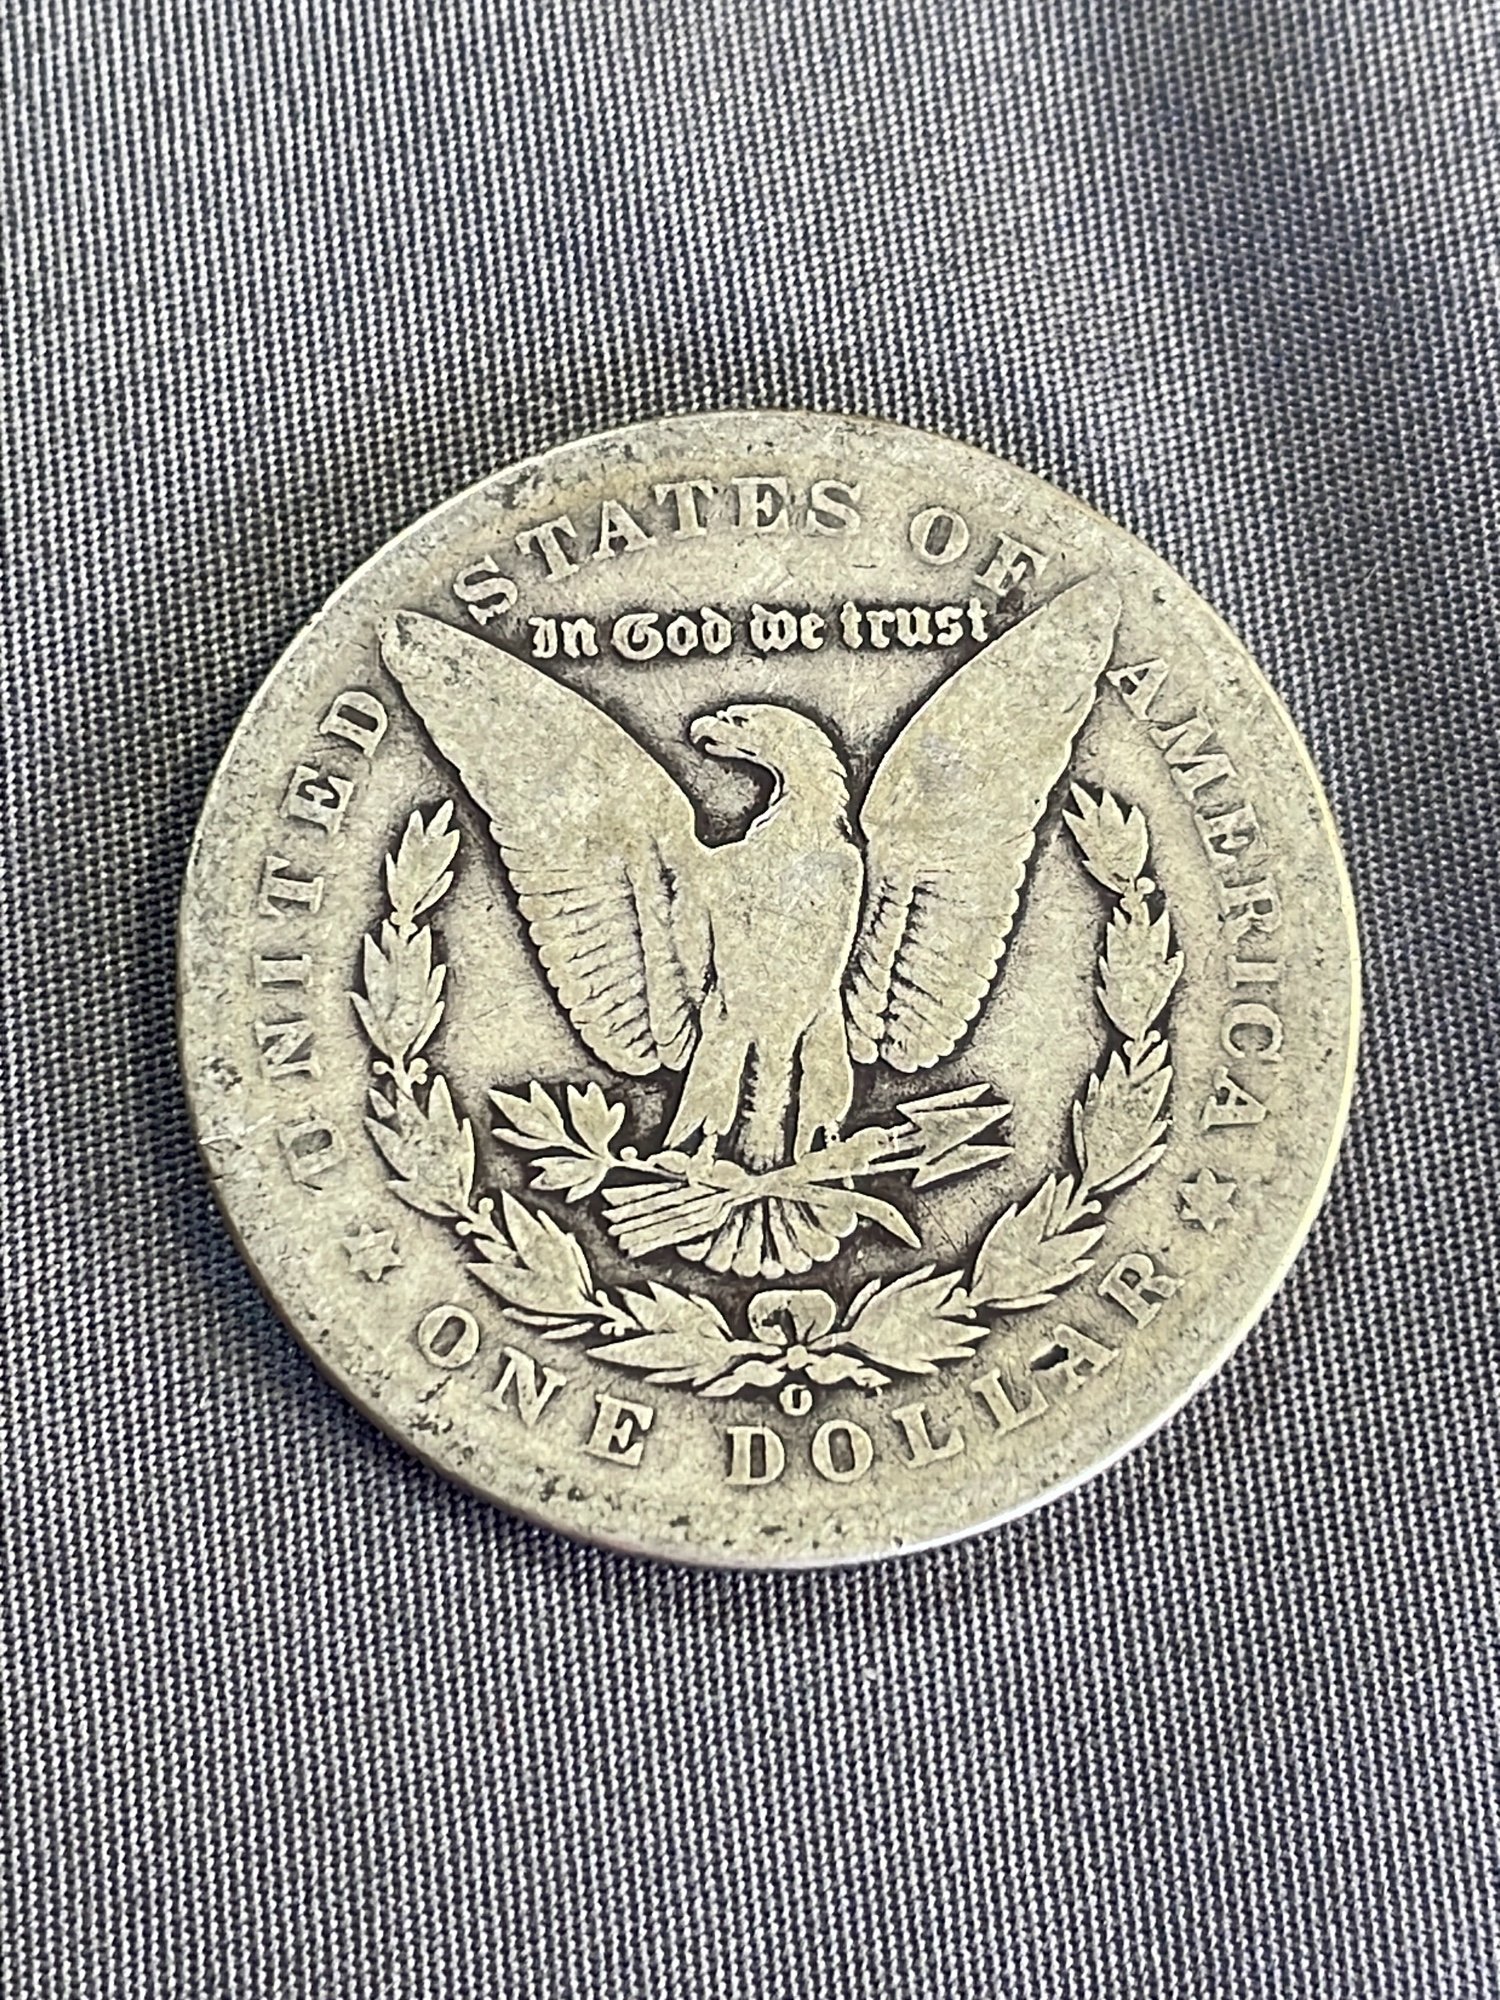 UNITED STATES OF AMERICA
In God we trust
O
ONE DOLLAR